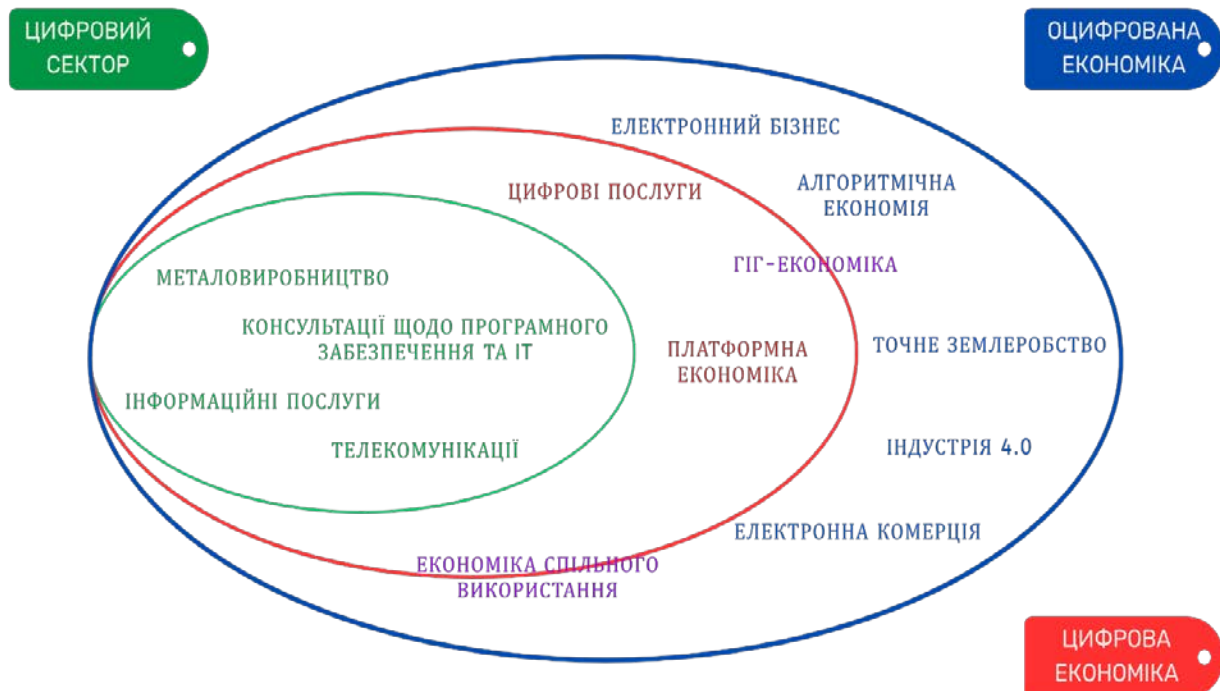 ЦИФРОВИЙ
СЕКТОР
ОЦИФРОВАНА
ЕКОНОМІКА
ЕЛЕКТРОННИЙ БІЗНЕС
ЦИФРОВІ ПОСЛУГИ
АЛГОРИТМІЧНА
ЕКОНОМІЯ
ГІГ-ЕКОНОМІКА
МЕТАЛОВИРОБНИЦТВО
КОНСУЛЬТАЦІЇ ЩОДО ПРОГРАМНОГО
ЗАБЕЗПЕЧЕННЯ ТА ІТ
ПЛАТФОРМНА
ЕКОНОМІКА
ТОЧНЕ ЗЕМЛЕРОБСТВО
ІНФОРМАЦІЙНІ ПОСЛУГИ
ТЕЛЕКОМУНІКАЦІЇ
ІНДУСТРІЯ 4.0
ЕЛЕКТРОННА КОМЕРЦІЯ
ЕКОНОМІКА СПІЛЬНОГО
ВИКОРИСТАННЯ
ЦИФРОВА
ЕКОНОМІКА